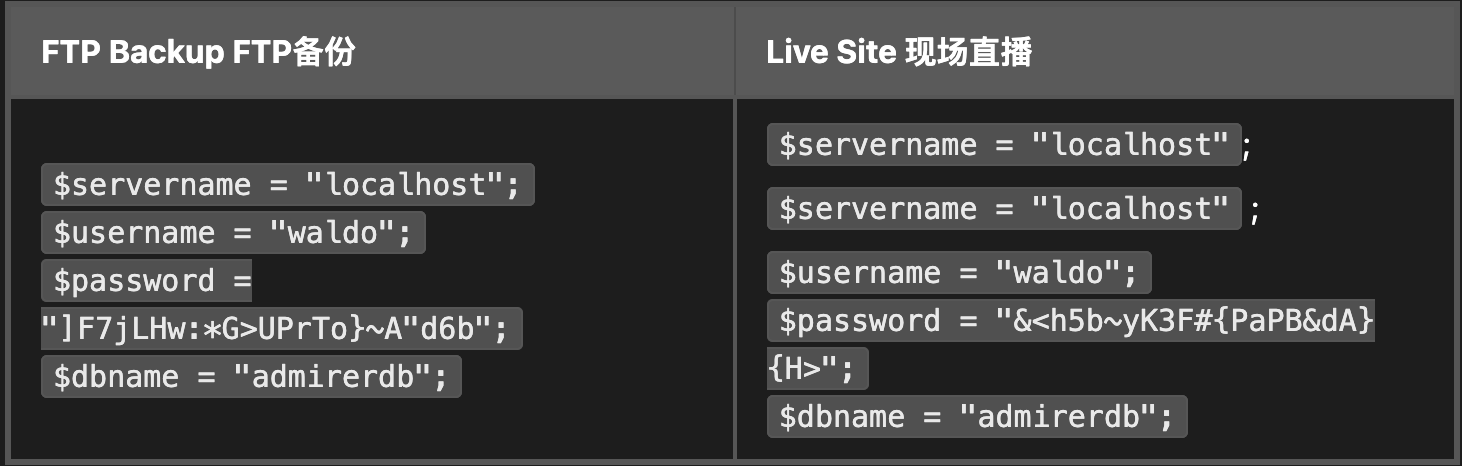 FTP Backup FTP备份
Live Site 现场直播
$servername = "localhost";
$username = "waldo";
$password =
"]F7jLHw:*G>UPrTo}~A"d6b";
$dbname = "admirerdb";
$servername = "localhost" ;
$servername = "localhost" ;
$username = "waldo";
$password = "&<h5b~yK3F#{PaPB&dA}
{H>";
$dbname = "admirerdb";